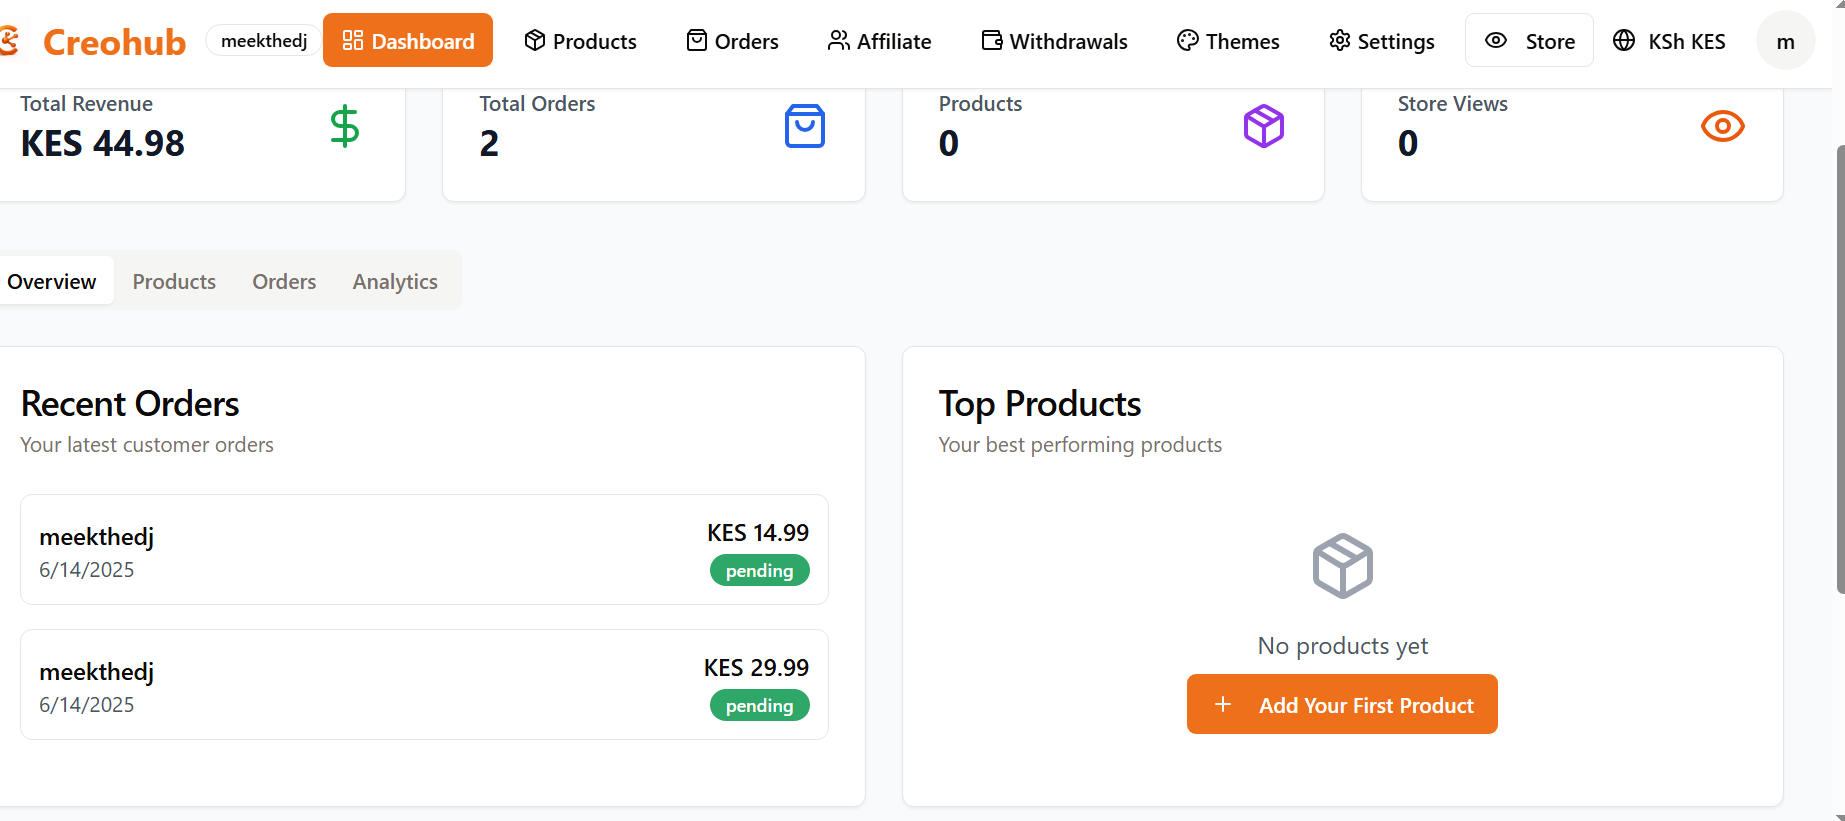 Creohub meekthedj Dashboard Products Orders Affiliate Withdrawals Themes Settings Store KSh KES m
Total Revenue
KES 44.98
Total Orders
2
Products
0
Store Views
0
Overview Products Orders Analytics
Recent Orders
Your latest customer orders
meekthedj
6/14/2025
KES 14.99
pending
meekthedj
6/14/2025
KES 29.99
pending
Top Products
Your best performing products
No products yet
+ Add Your First Product